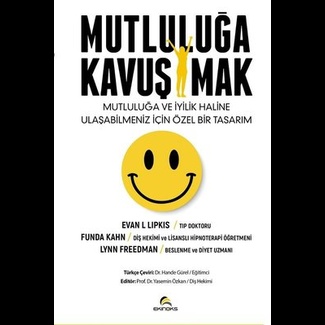 MUTLULUĞA
KAVUŞMAK
MUTLULUĞA VE İYİLİK HALİNE
ULAŞABİLMENİZ İÇİN ÖZEL BİR TASARIM
EVAN L LIPKIS / TIP DOKTORU
FUNDA KAHN / DİŞ HEKİMİ ve LİSANSLI HİPNOTERAPİ ÖĞRETMENİ
LYNN FREEDMAN / BESLENME ve DİYET UZMANI
Türkçe Çeviri: Dr. Hande Gürel / Eğitimci
Editör: Prof. Dr. Yasemin Özkan / Diş Hekimi
EKİNOKS